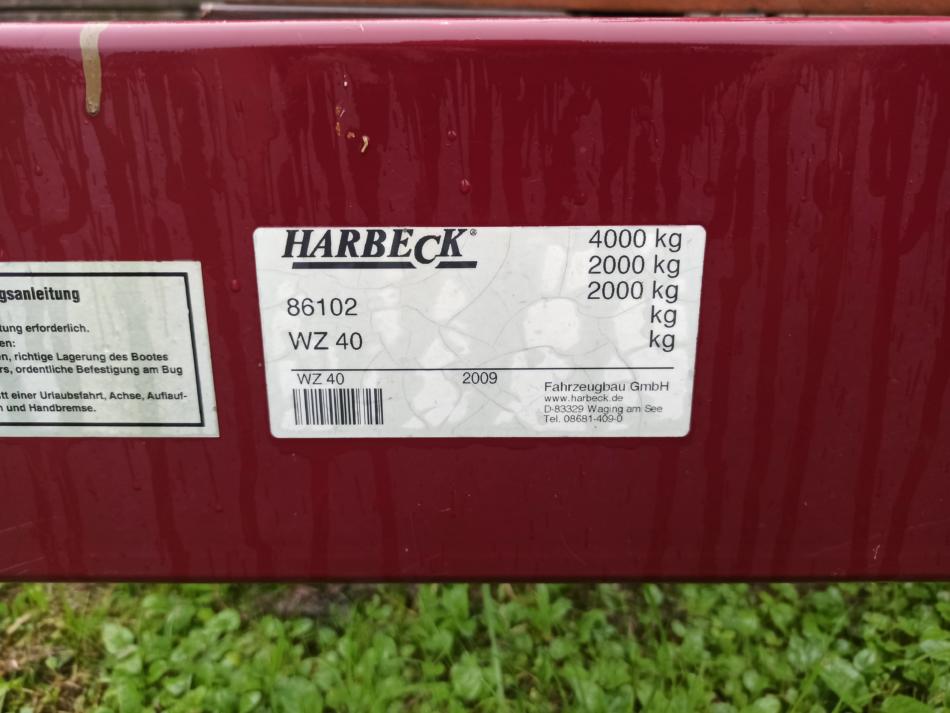 gsanleitung
tung erforderlich.
en:
en, richtige Lagerung des Bootes
rs, ordentliche Befestigung am Bug
tt einer Urlaubsfahrt, Achse, Auflauf-
n und Handbremse.
HARBECK®
86102
WZ 40
4000 kg
2000 kg
2000 kg
kg
kg
WZ 40 2009
Fahrzeugbau GmbH
www.harbeck.de
D-83329 Waging am See
Tel. 08681-409-0